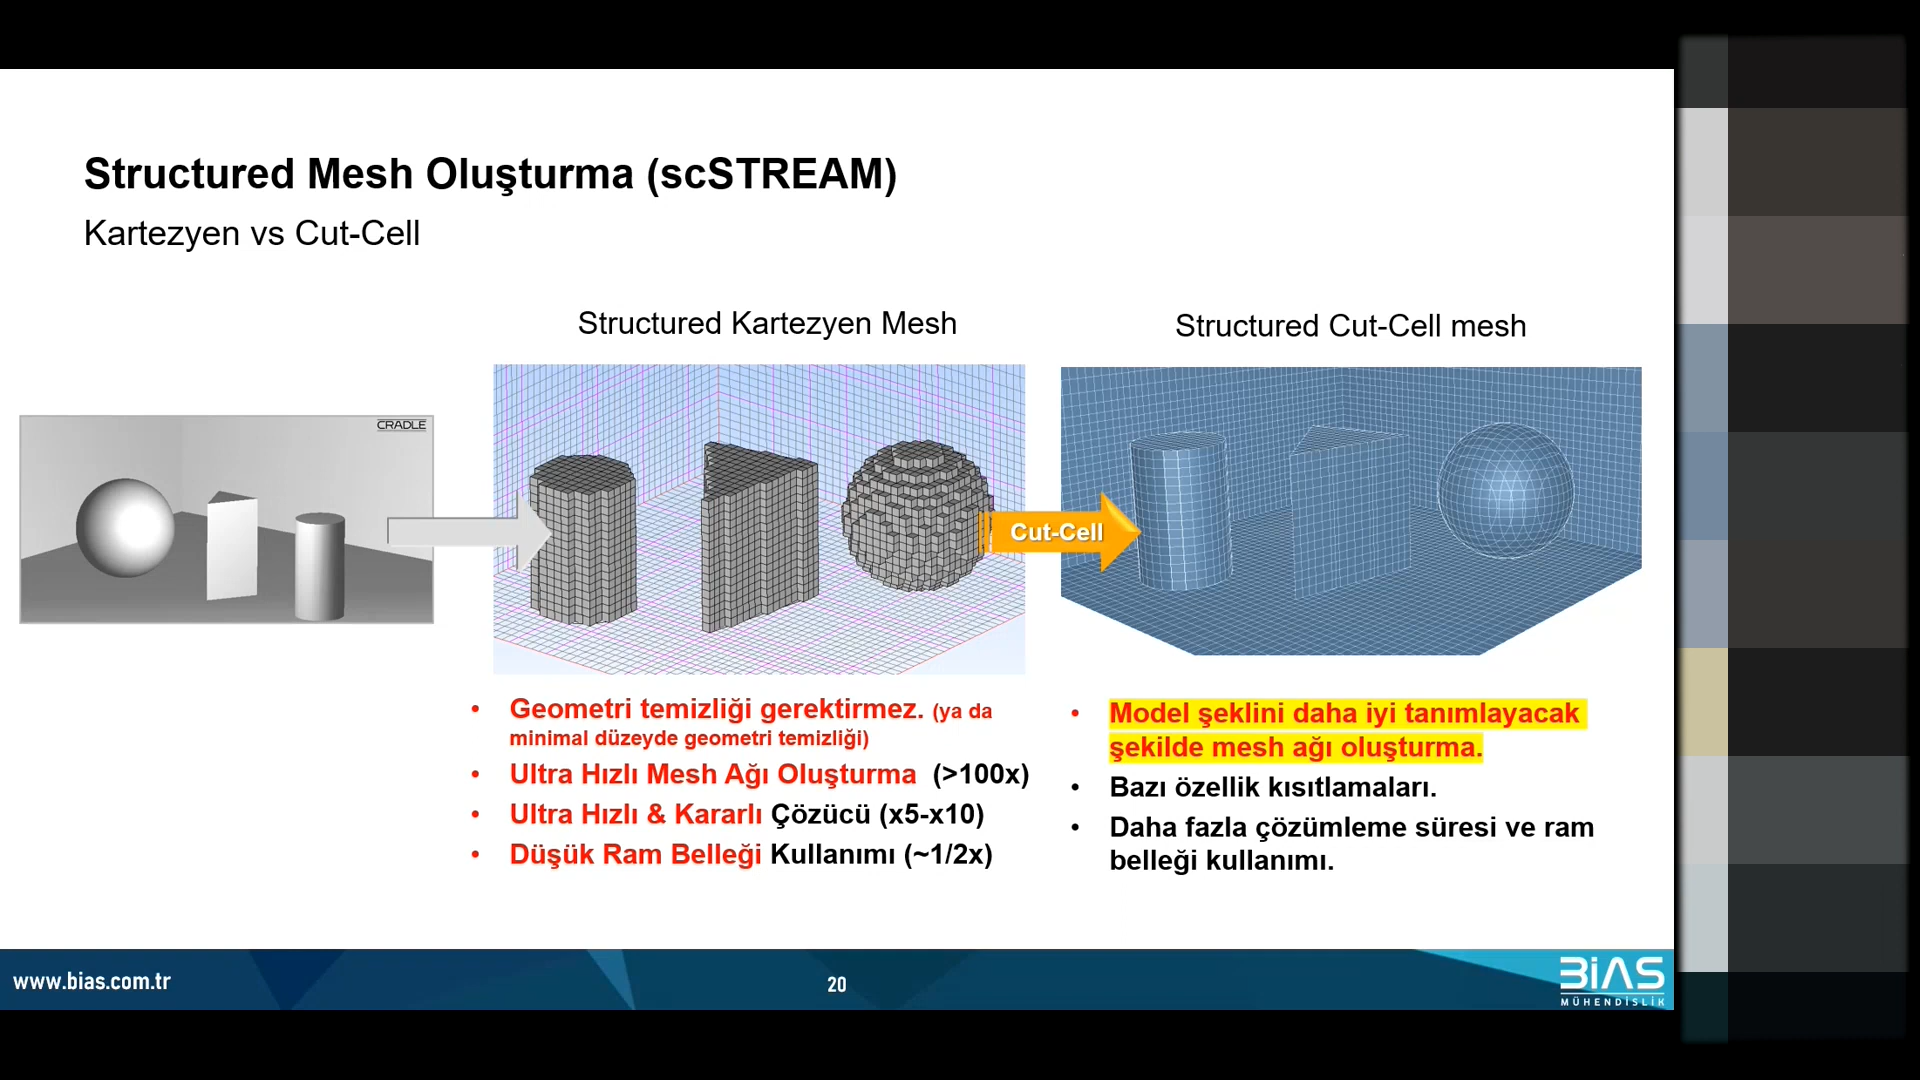 Structured Mesh Oluşturma (scSTREAM)
Kartezyen vs Cut-Cell
Structured Kartezyen Mesh
Structured Cut-Cell mesh
CRADLE
Cut-Cell
• Geometri temizliği gerektirmez. (ya da
minimal düzeyde geometri temizliği)
• Ultra Hızlı Mesh Ağı Oluşturma (>100x)
• Ultra Hızlı & Kararlı Çözücü (x5-x10)
• Düşük Ram Belleği Kullanımı (~1/2x)
• Model şeklini daha iyi tanımlayacak
şekilde mesh ağı oluşturma.
• Bazı özellik kısıtlamaları.
• Daha fazla çözümleme süresi ve ram
belleği kullanımı.
www.bias.com.tr
20
BiAS
MÜHENDİSLİK